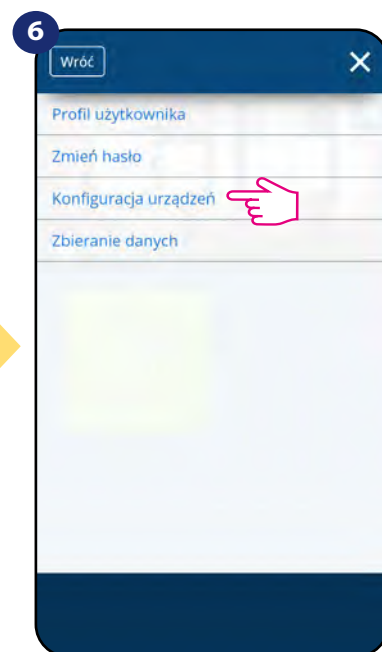 6
Wróć
Profil użytkownika
Zmień hasło
Konfiguracja urządzeń
Zbieranie danych